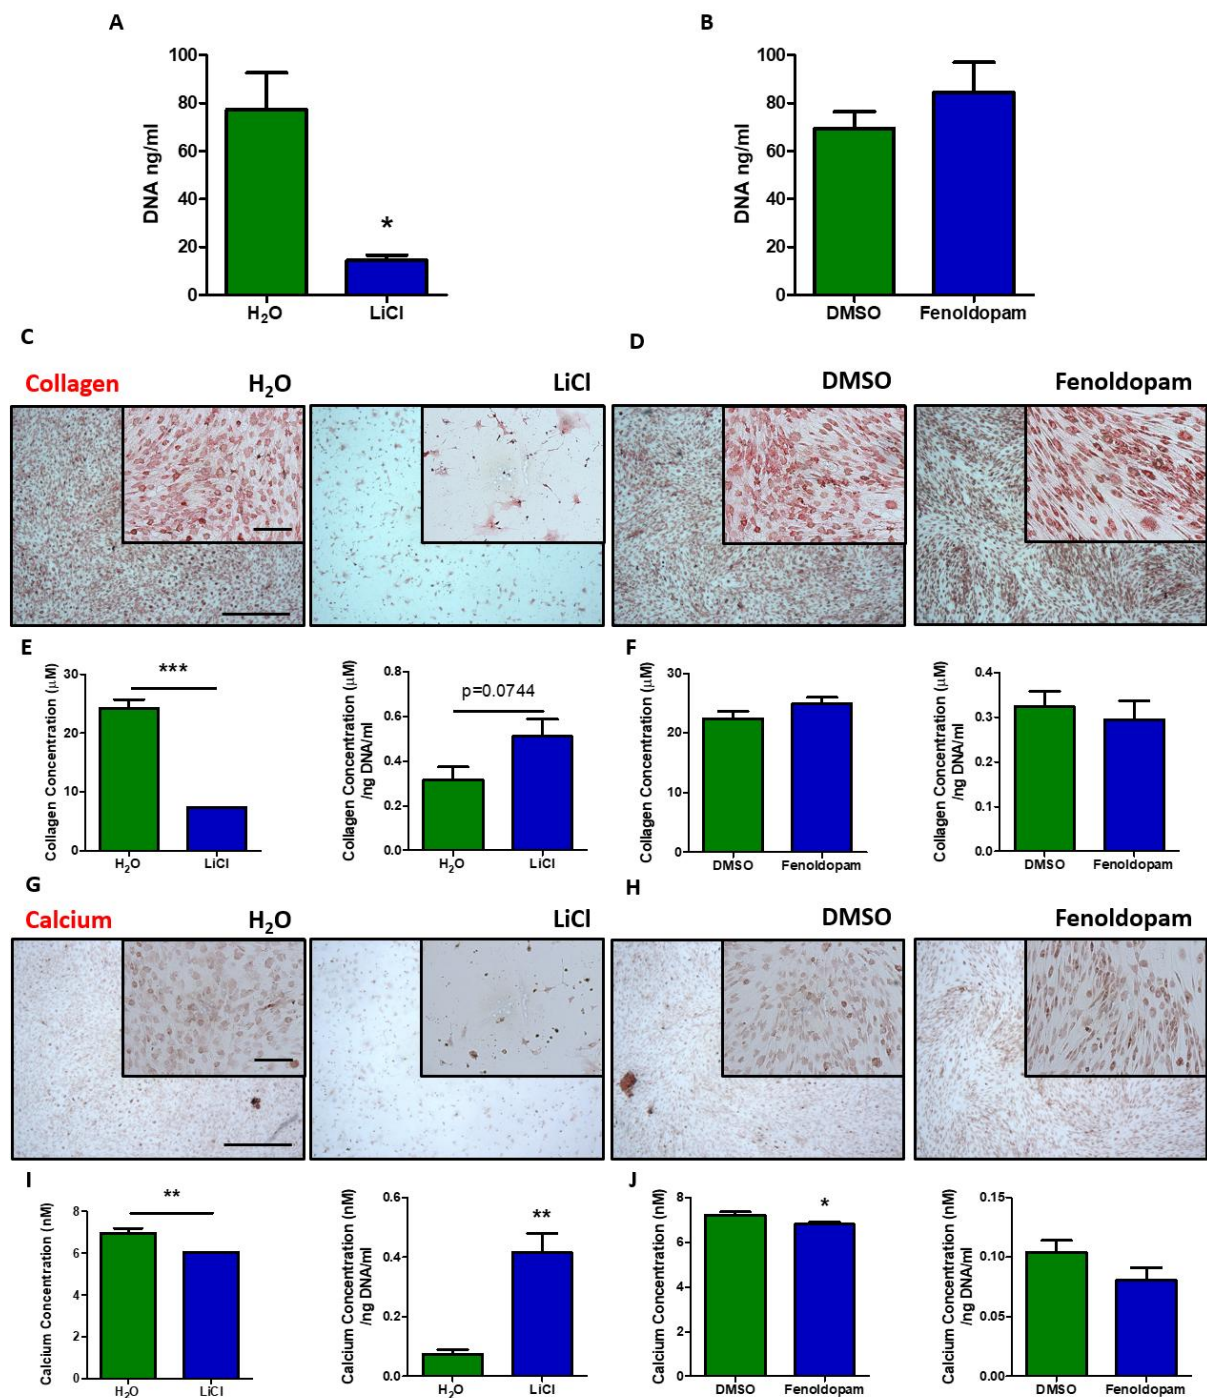 A
B
100
80
60
40
20
0
DNA ng/ml
*
H₂O
LiCl
100
80
60
40
20
0
DNA ng/ml
DMSO
Fenoldopam
C
D
Collagen
H₂O
LiCl
DMSO
Fenoldopam
E
F
30
20
10
0
Collagen Concentration (µM)
***
H₂O
LiCl
0.8
0.6
0.4
0.2
0.0
Collagen Concentration (µM)
/ng DNA/ml
p=0.0744
H₂O
LiCl
30
20
10
0
Collagen Concentration (µM)
DMSO
Fenoldopam
0.4
0.3
0.2
0.1
0.0
Collagen Concentration (µM)
/ng DNA/ml
DMSO
Fenoldopam
G
H
Calcium
H₂O
LiCl
DMSO
Fenoldopam
I
J
8
6
4
2
0
Calcium Concentration (nM)
**
H₂O
LiCl
0.6
0.4
0.2
0.0
Calcium Concentration (nM)
/ng DNA/ml
**
H₂O
LiCl
8
6
4
2
0
Calcium Concentration (nM)
*
DMSO
Fenoldopam
0.15
0.10
0.05
0.00
Calcium Concentration (nM)
/ng DNA/ml
DMSO
Fenoldopam